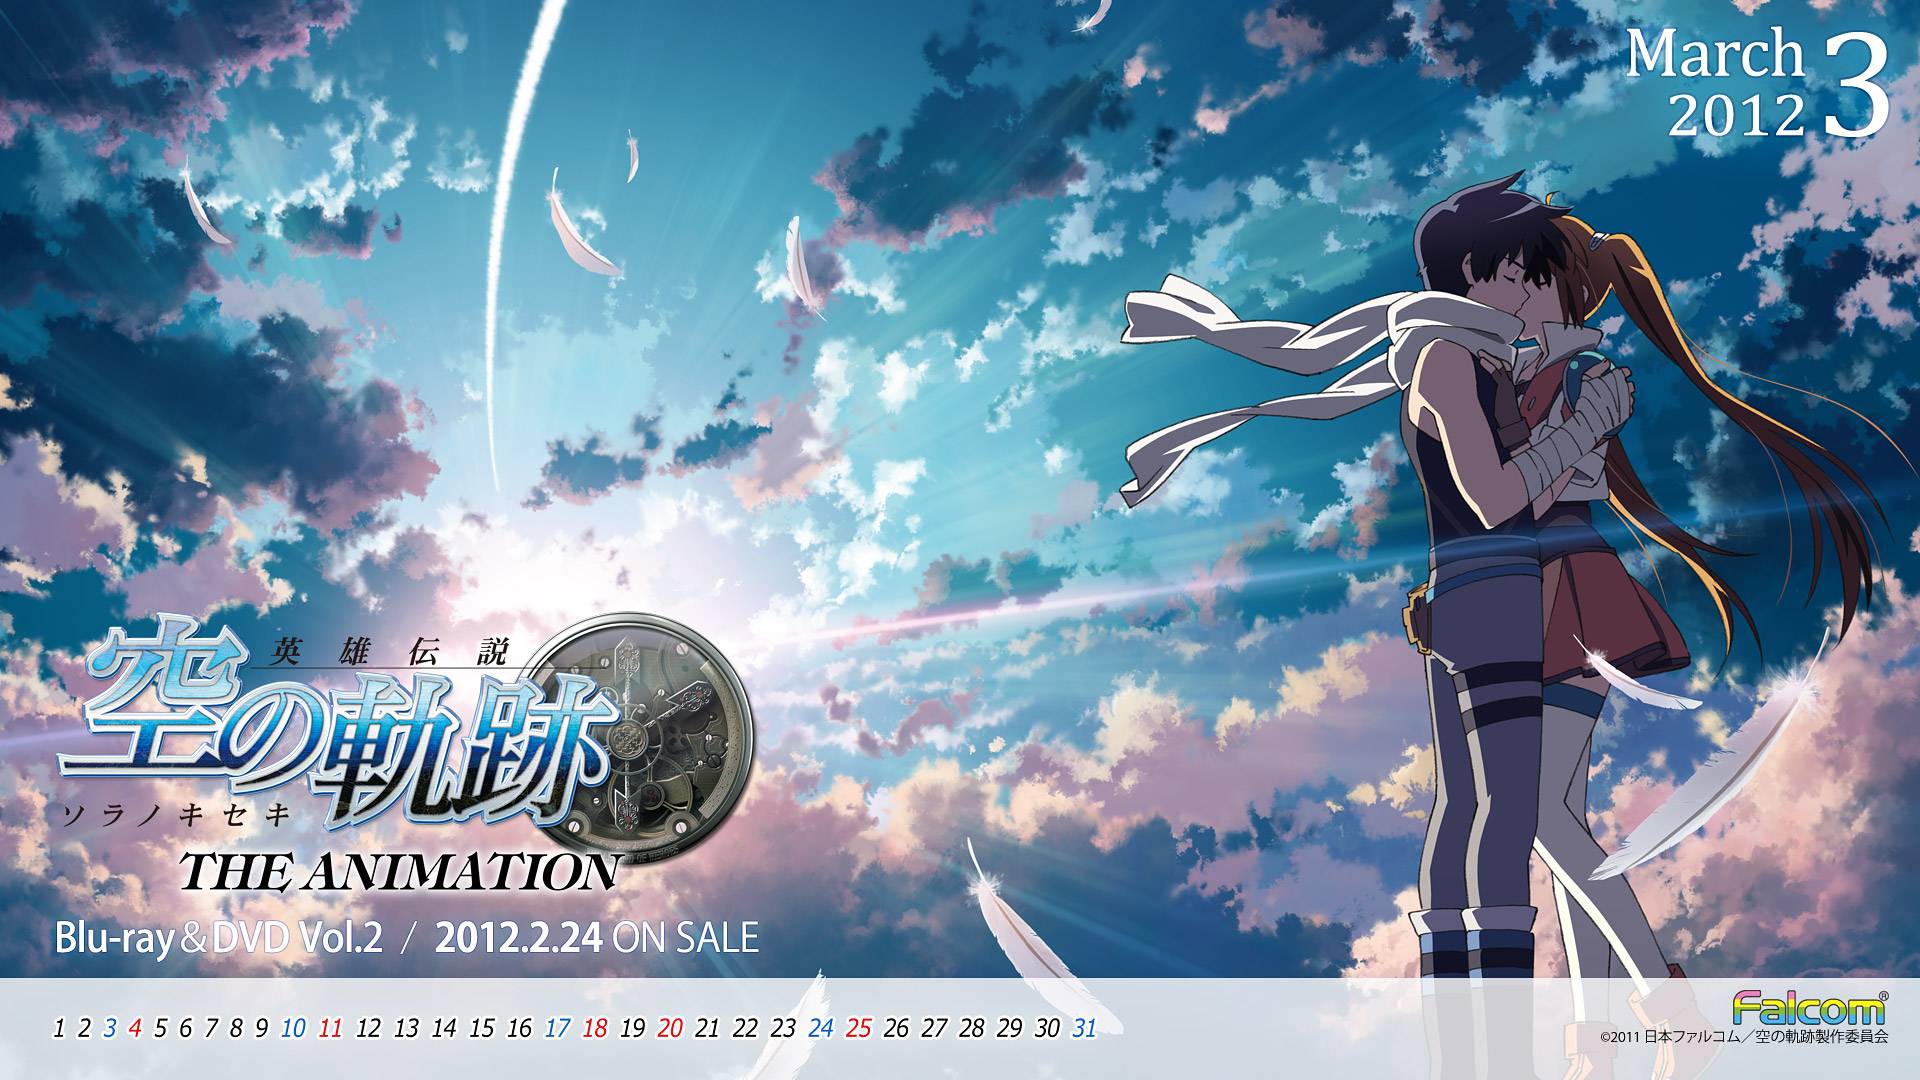 March 3
2012
英雄伝説
空の軌跡
ソラノキセキ
THE ANIMATION
Blu-ray & DVD Vol.2 / 2012.2.24 ON SALE
1 2 3 4 5 6 7 8 9 10 11 12 13 14 15 16 17 18 19 20 21 22 23 24 25 26 27 28 29 30 31
Falcom®
©2011 日本ファルコム／空の軌跡製作委員会